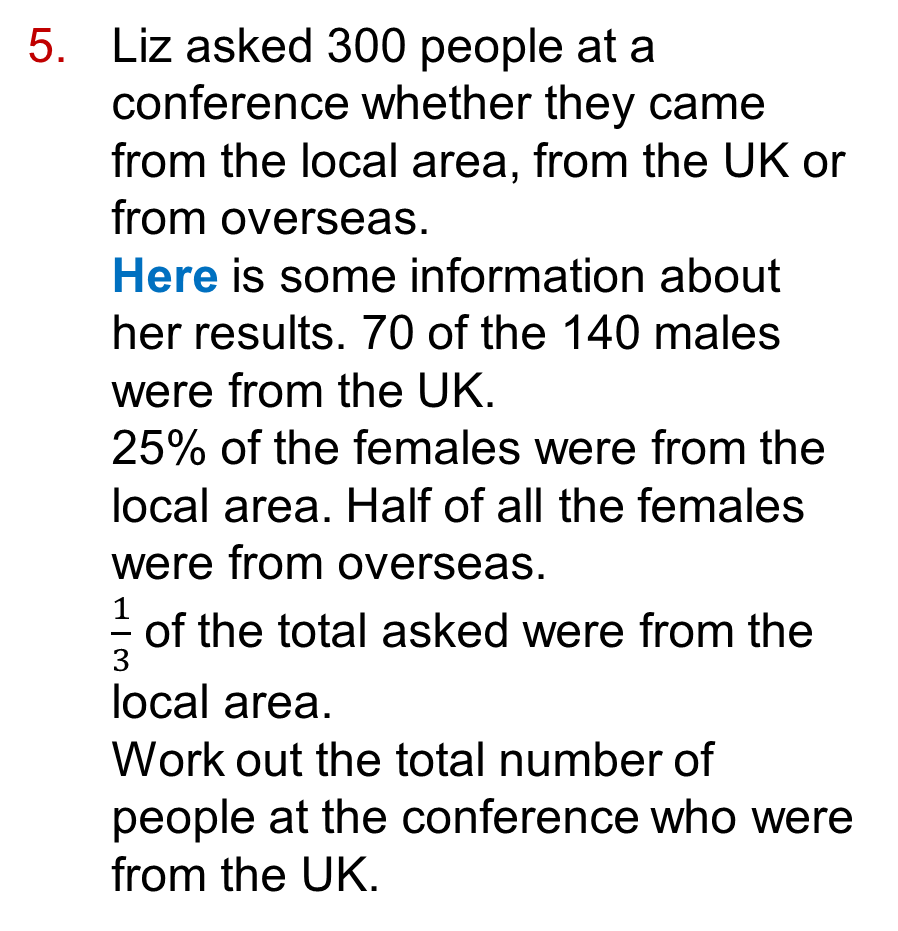 5. Liz asked 300 people at a
conference whether they came
from the local area, from the UK or
from overseas.
Here is some information about
her results. 70 of the 140 males
were from the UK.
25% of the females were from the
local area. Half of all the females
were from overseas.
1/3 of the total asked were from the
local area.
Work out the total number of
people at the conference who were
from the UK.